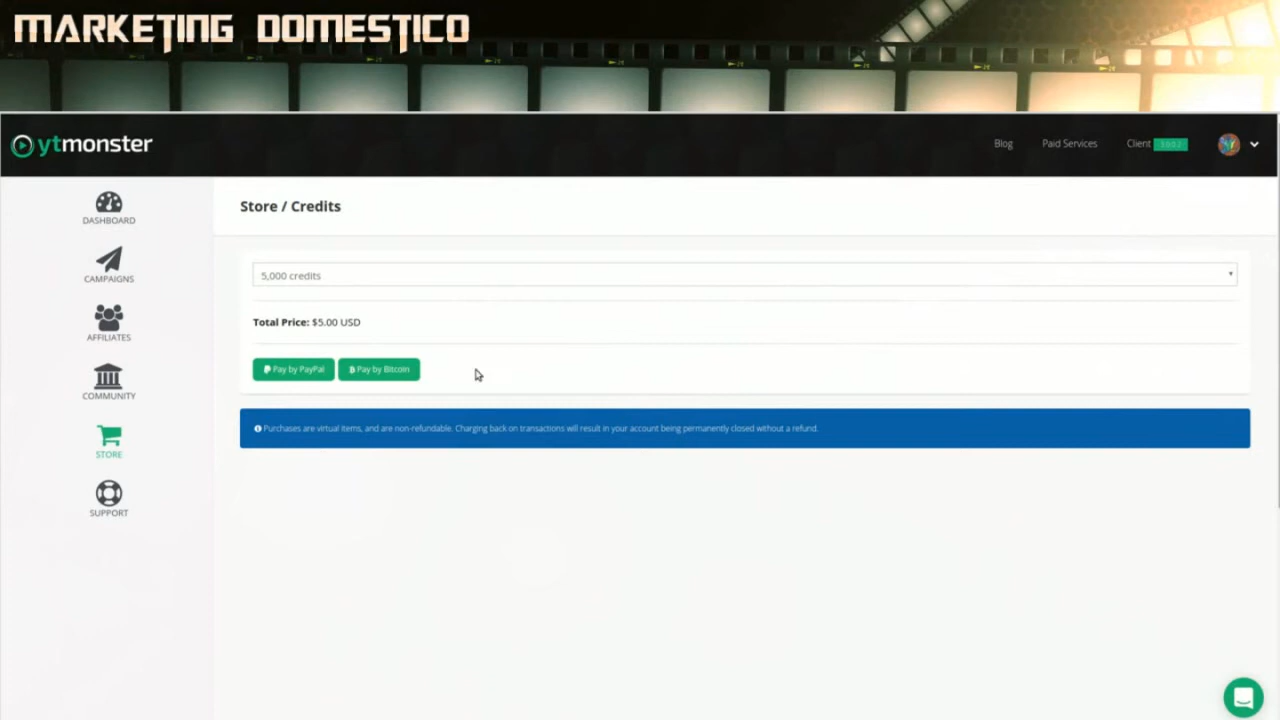 MARKETING DOMESTICO
ytmonster
Blog
Paid Services
Client
DASHBOARD
CAMPAIGNS
AFFILIATES
COMMUNITY
STORE
SUPPORT
Store / Credits
5,000 credits
Total Price: $5.00 USD
Pay by PayPal
Pay by Bitcoin
Purchases are virtual items, and are non-refundable. Charging back on transactions will result in your account being permanently closed without a refund.